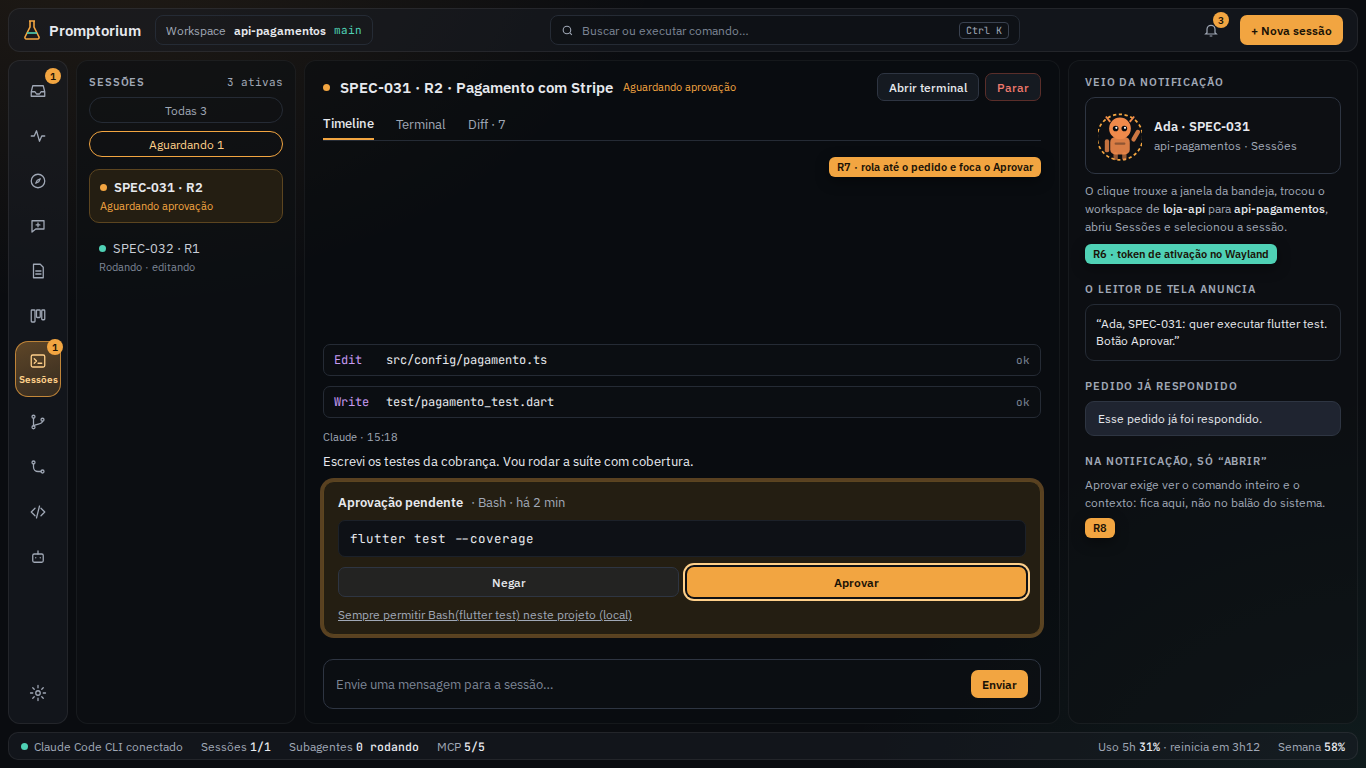 Promptorium
Workspace api-pagamentos main
Buscar ou executar comando...
Ctrl K
3
+ Nova sessão
1
1
Sessões
SESSÕES
3 ativas
Todas 3
Aguardando 1
SPEC-031 · R2
Aguardando aprovação
SPEC-032 · R1
Rodando · editando
SPEC-031 · R2 · Pagamento com Stripe
Aguardando aprovação
Abrir terminal
Parar
Timeline
Terminal
Diff · 7
R7 · rola até o pedido e foca o Aprovar
Edit src/config/pagamento.ts ok
Write test/pagamento_test.dart ok
Claude · 15:18
Escrevi os testes da cobrança. Vou rodar a suíte com cobertura.
Aprovação pendente · Bash · há 2 min
flutter test --coverage
Negar
Aprovar
Sempre permitir Bash(flutter test) neste projeto (local)
Envie uma mensagem para a sessão...
Enviar
VEIO DA NOTIFICAÇÃO
Ada · SPEC-031
api-pagamentos · Sessões
O clique trouxe a janela da bandeja, trocou o
workspace de loja-api para api-pagamentos,
abriu Sessões e selecionou a sessão.
R6 · token de ativação no Wayland
O LEITOR DE TELA ANUNCIA
“Ada, SPEC-031: quer executar flutter test.
Botão Aprovar.”
PEDIDO JÁ RESPONDIDO
Esse pedido já foi respondido.
NA NOTIFICAÇÃO, SÓ “ABRIR”
Aprovar exige ver o comando inteiro e o
contexto: fica aqui, não no balão do sistema.
R8
Claude Code CLI conectado
Sessões 1/1
Subagentes 0 rodando
MCP 5/5
Uso 5h 31% · reinicia em 3h12
Semana 58%